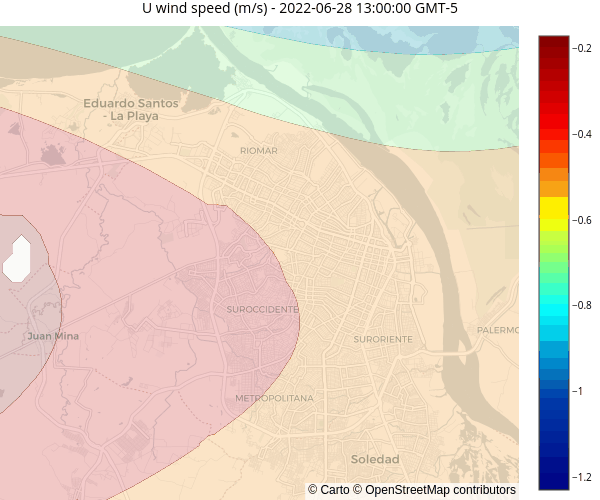 U wind speed (m/s) - 2022-06-28 13:00:00 GMT-5
Eduardo Santos
- La Playa
RIOMAR
SUROCCIDENTE
Juan Mina
SURORIENTE
PALERMO
METROPOLITANA
Soledad
© Carto © OpenStreetMap contributors
−0.2
−0.4
−0.6
−0.8
−1
−1.2